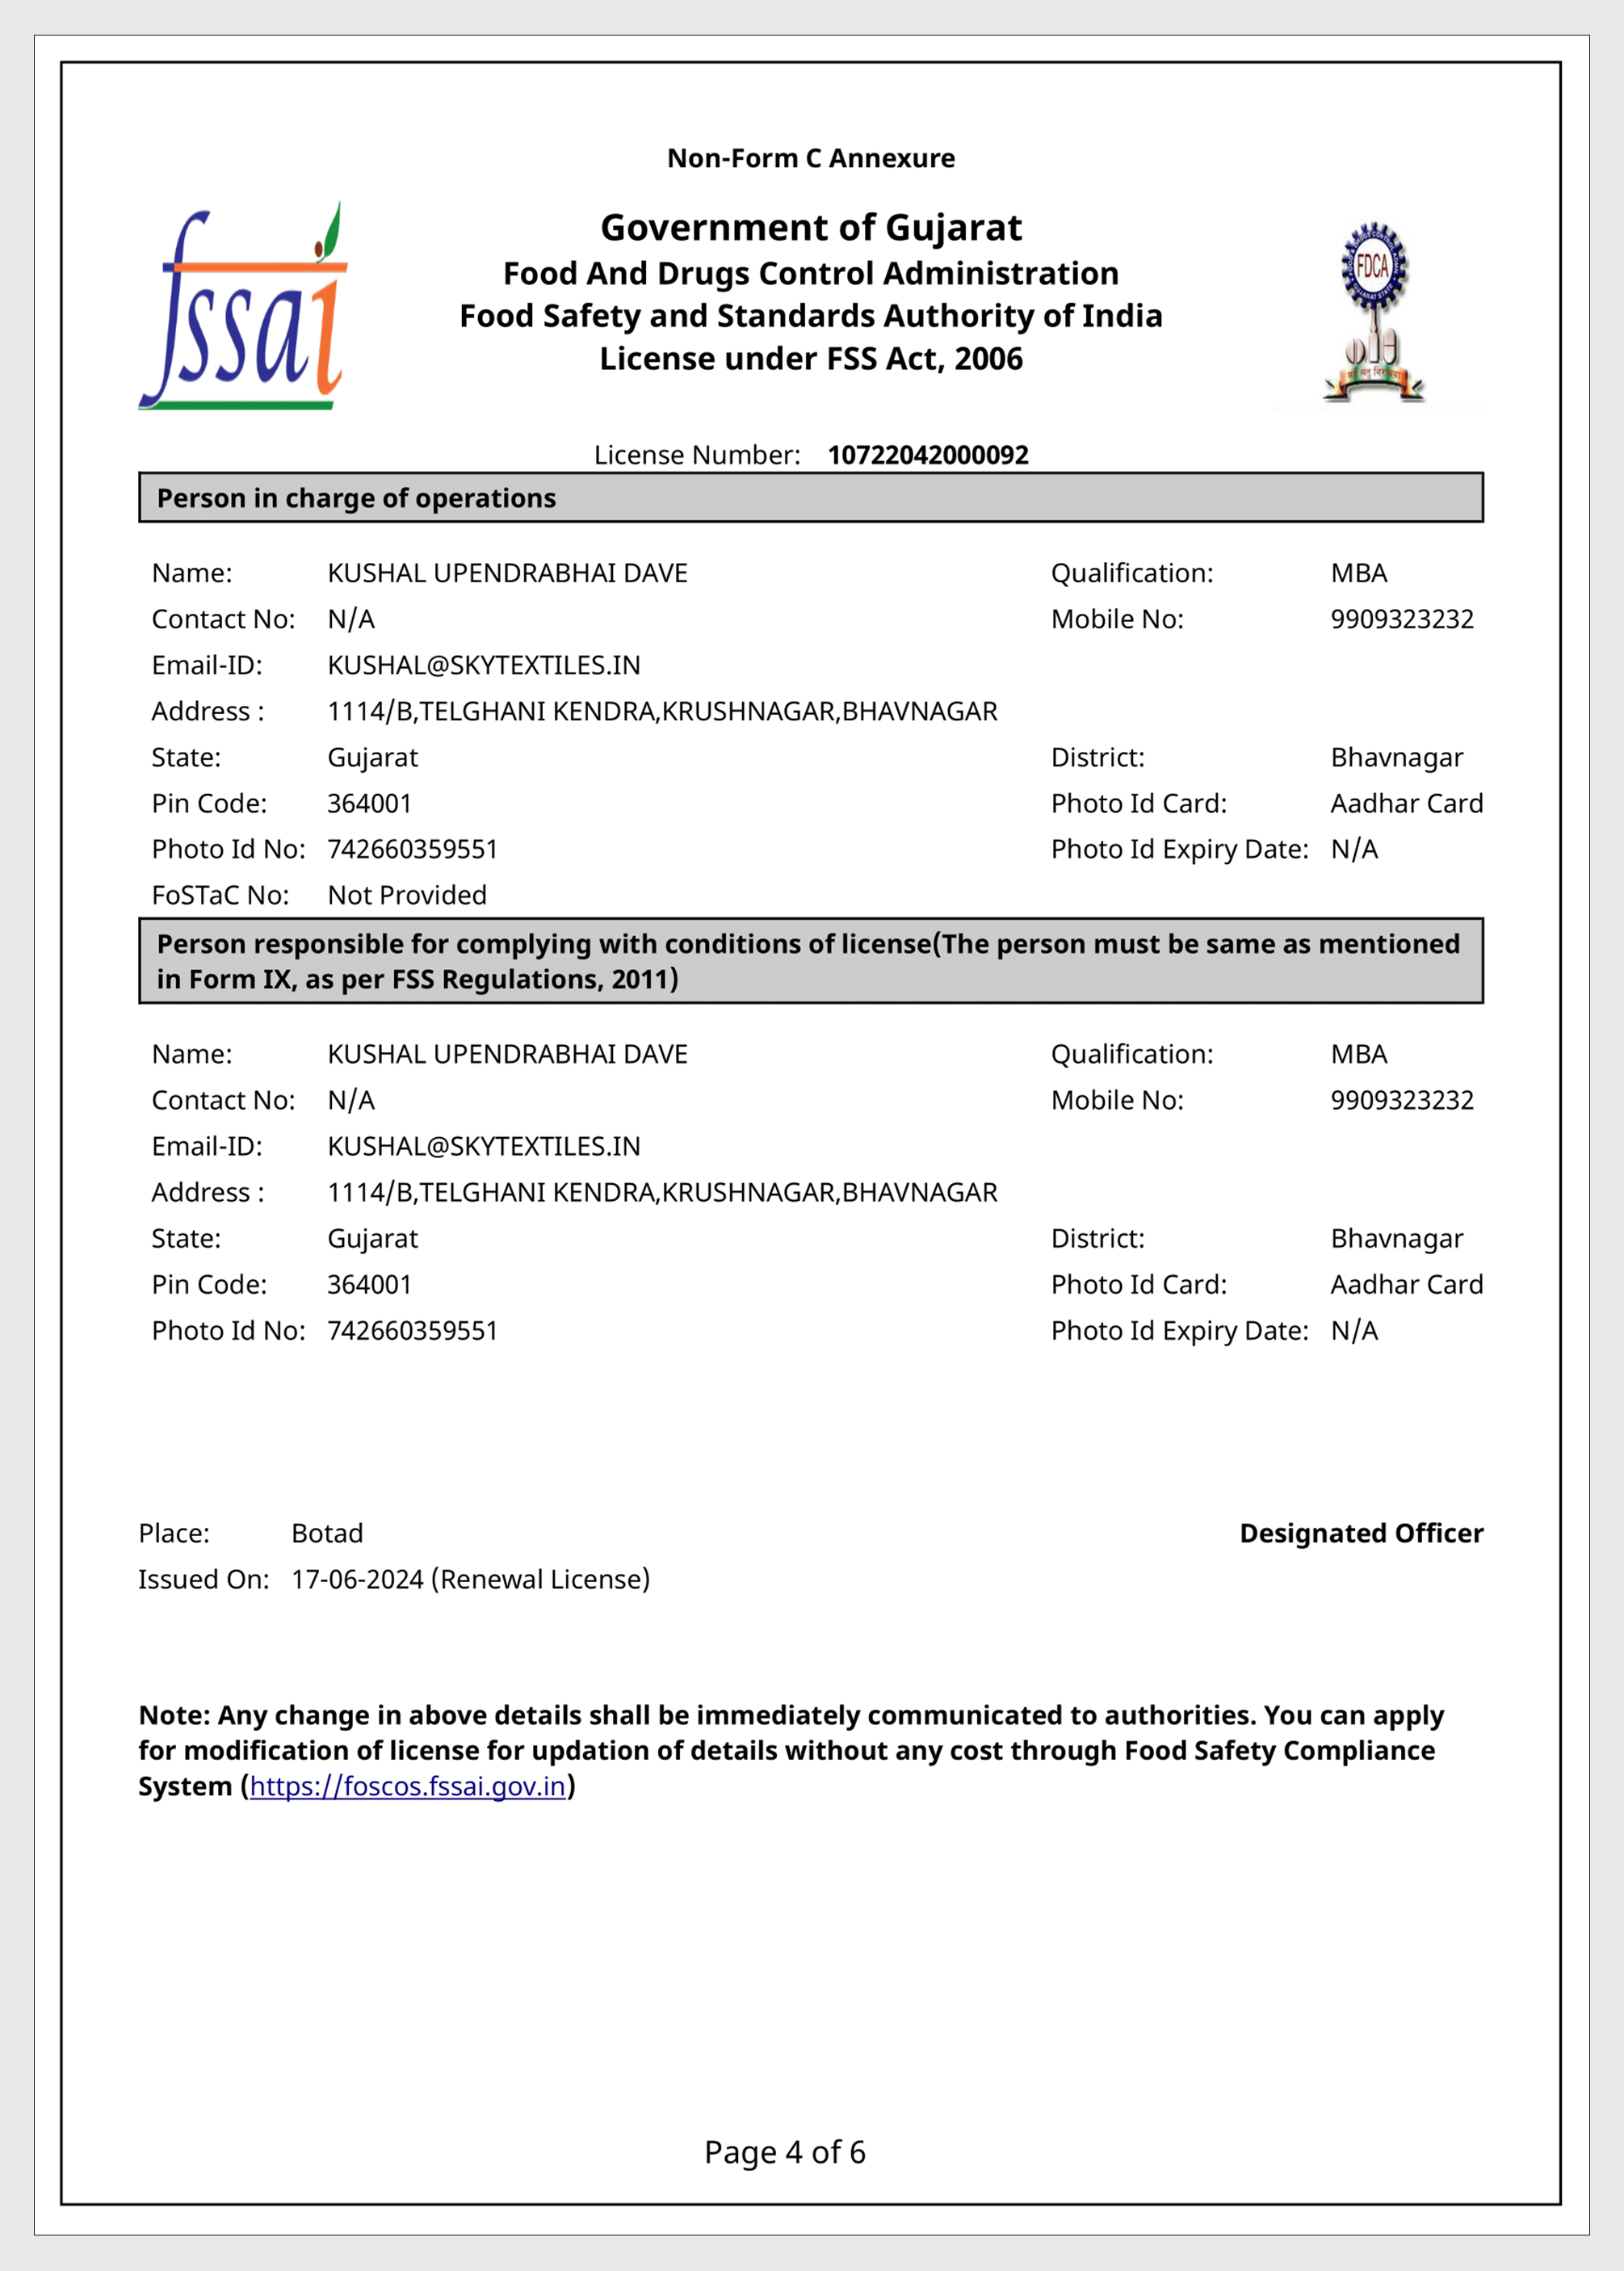 Non-Form C Annexure
fssai
Government of Gujarat
Food And Drugs Control Administration
Food Safety and Standards Authority of India
License under FSS Act, 2006
FDCA
License Number: 10722042000092
Person in charge of operations
Name: KUSHAL UPENDRABHAI DAVE Qualification: MBA
Contact No: N/A Mobile No: 9909323232
Email-ID: KUSHAL@SKYTEXTILES.IN
Address : 1114/B,TELGHANI KENDRA,KRUSHNAGAR,BHAVNAGAR
State: Gujarat District: Bhavnagar
Pin Code: 364001 Photo Id Card: Aadhar Card
Photo Id No: 742660359551 Photo Id Expiry Date: N/A
FoSTaC No: Not Provided
Person responsible for complying with conditions of license(The person must be same as mentioned
in Form IX, as per FSS Regulations, 2011)
Name: KUSHAL UPENDRABHAI DAVE Qualification: MBA
Contact No: N/A Mobile No: 9909323232
Email-ID: KUSHAL@SKYTEXTILES.IN
Address : 1114/B,TELGHANI KENDRA,KRUSHNAGAR,BHAVNAGAR
State: Gujarat District: Bhavnagar
Pin Code: 364001 Photo Id Card: Aadhar Card
Photo Id No: 742660359551 Photo Id Expiry Date: N/A
Place: Botad Designated Officer
Issued On: 17-06-2024 (Renewal License)
Note: Any change in above details shall be immediately communicated to authorities. You can apply
for modification of license for updation of details without any cost through Food Safety Compliance
System (https://foscos.fssai.gov.in)
Page 4 of 6